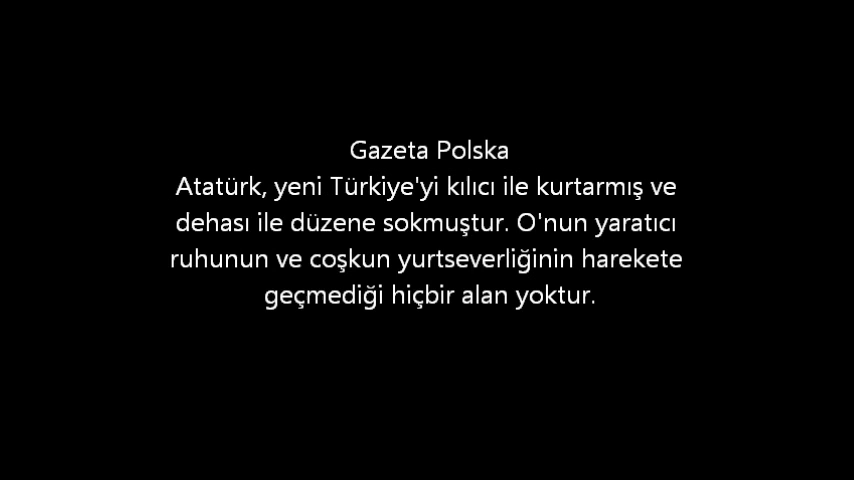 Gazeta Polska
Atatürk, yeni Türkiye'yi kılıcı ile kurtarmış ve
dehası ile düzene sokmuştur. O'nun yaratıcı
ruhunun ve coşkun yurtseverliğinin harekete
geçmediği hiçbir alan yoktur.